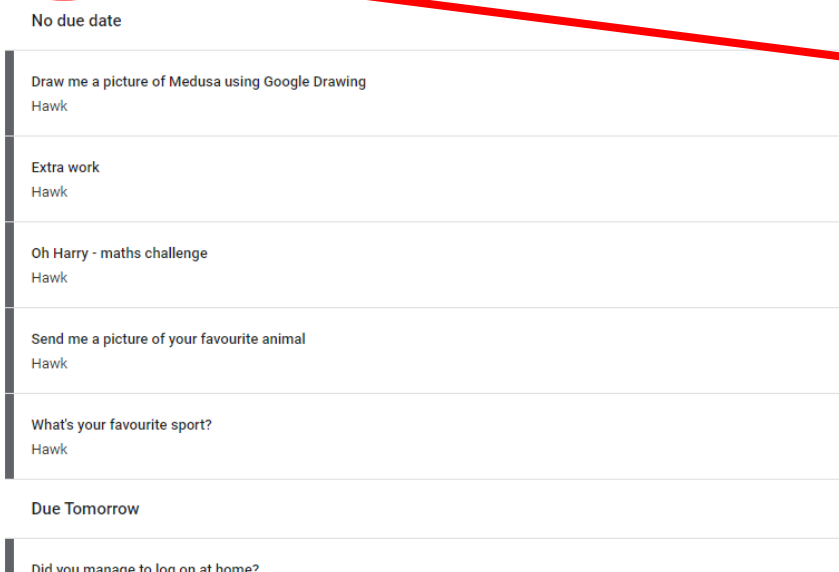 No due date
Draw me a picture of Medusa using Google Drawing
Hawk
Extra work
Hawk
Oh Harry - maths challenge
Hawk
Send me a picture of your favourite animal
Hawk
What's your favourite sport?
Hawk
Due Tomorrow
Did you manage to log on at home?